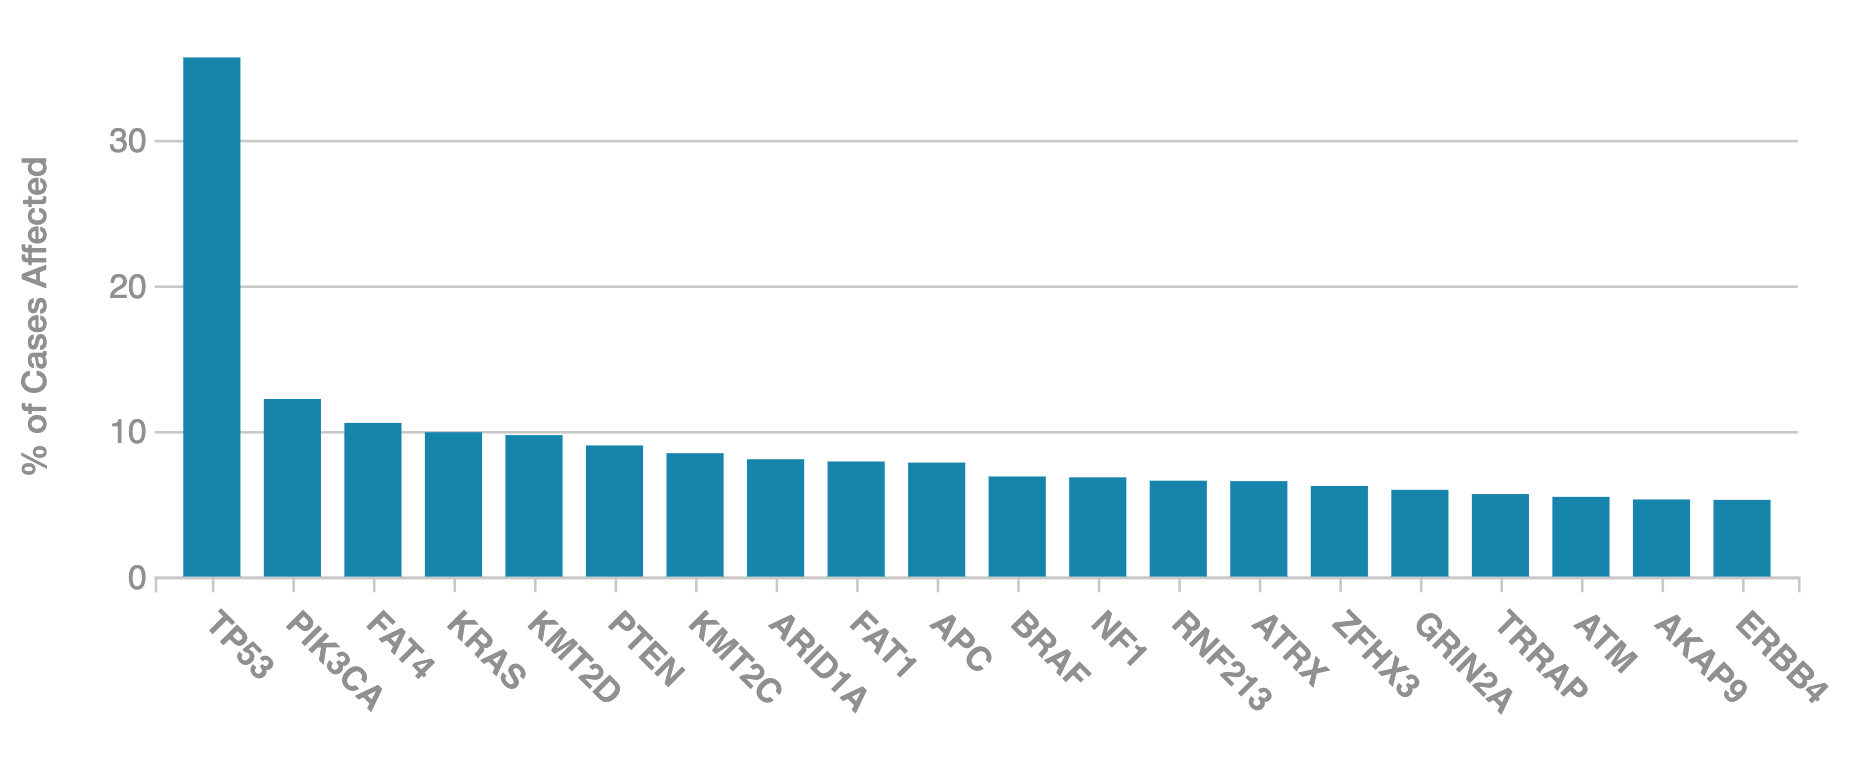 % of Cases Affected
30
20
10
0
TP53
PIK3CA
FAT4
KRAS
KMT2D
PTEN
KMT2C
ARID1A
FAT1
APC
BRAF
NF1
RNF213
ATRX
ZFHX3
GRIN2A
TRRAP
ATM
AKAP9
ERBB4